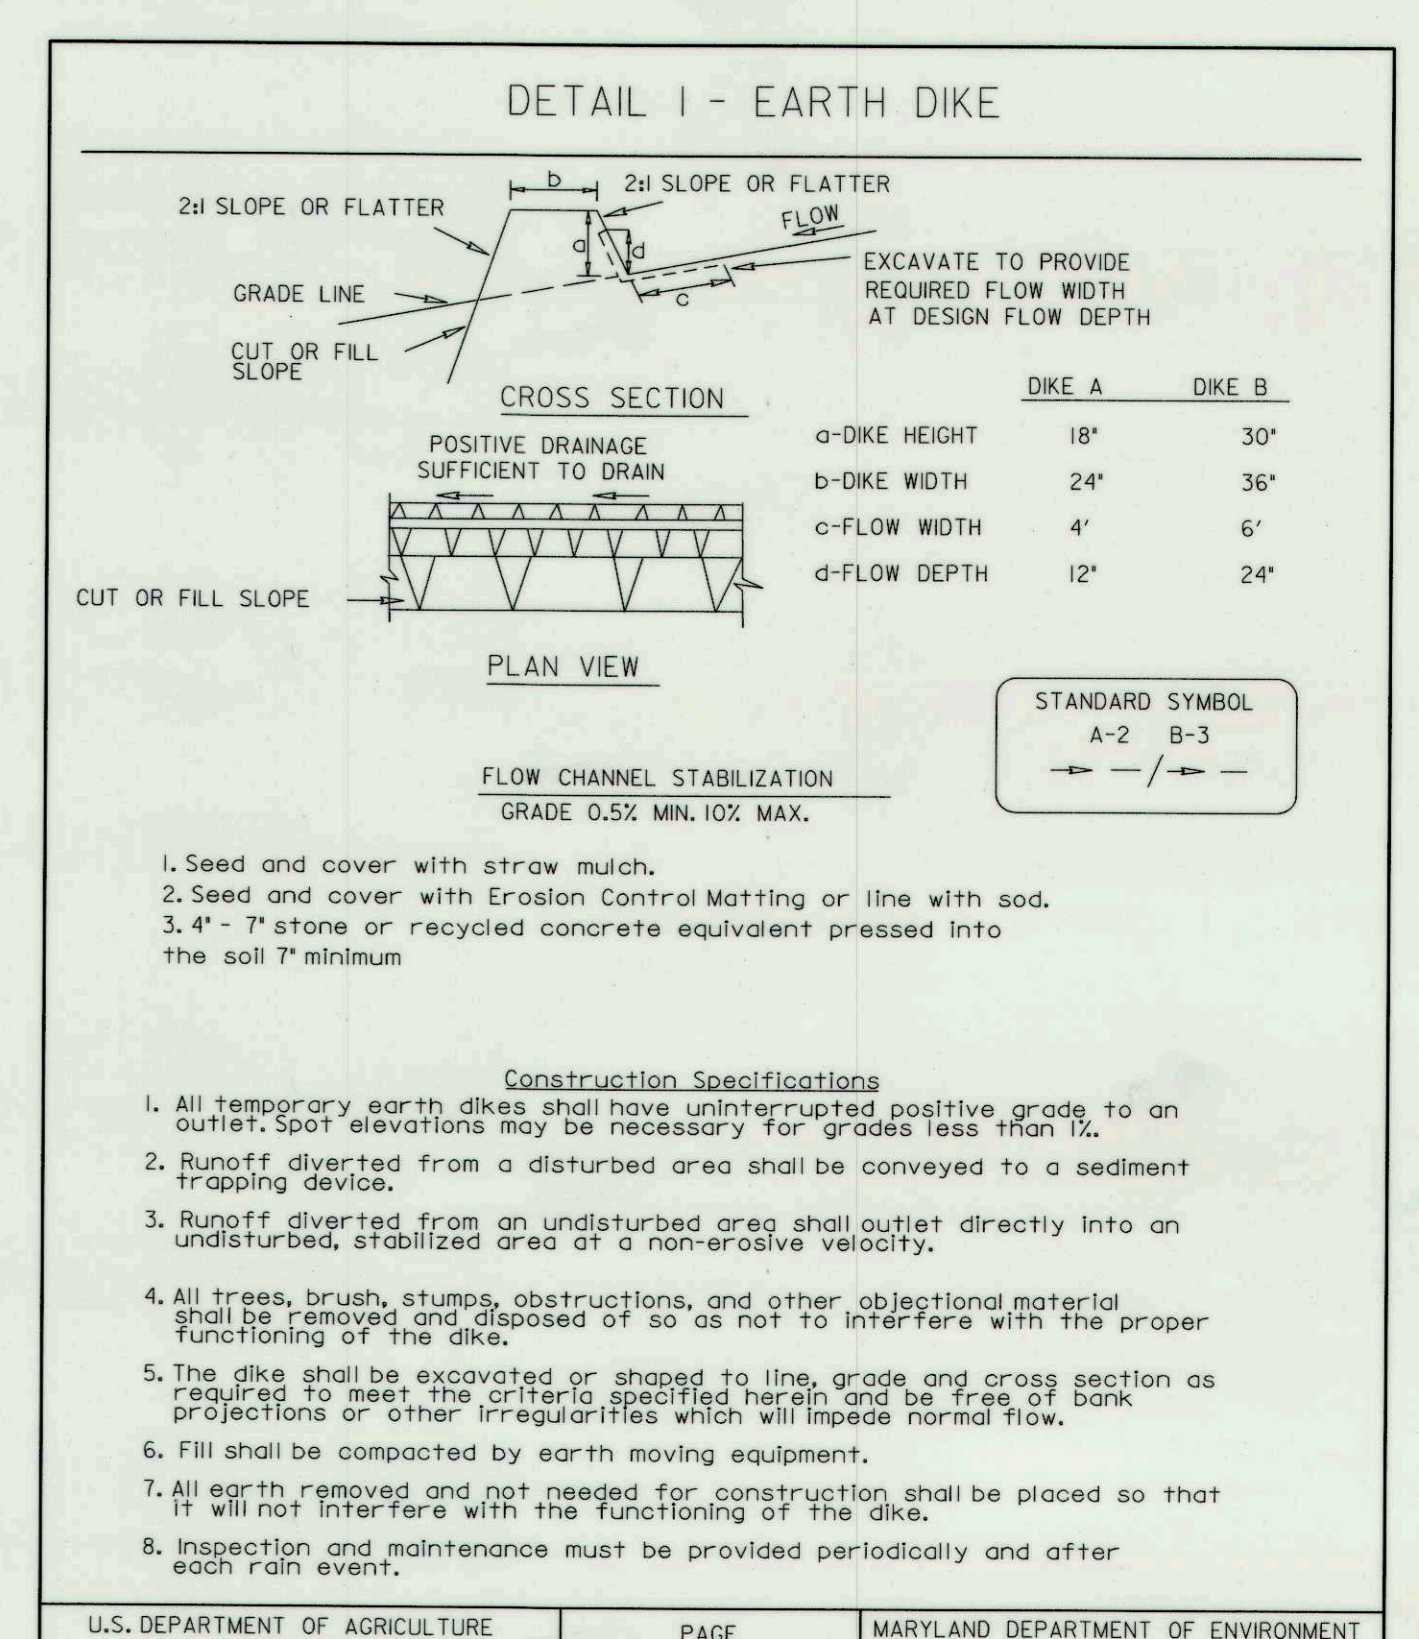 DETAIL 1 - EARTH DIKE
b
2:1 SLOPE OR FLATTER
2:1 SLOPE OR FLATTER
FLOW
a
d
c
GRADE LINE
CUT OR FILL
SLOPE
EXCAVATE TO PROVIDE
REQUIRED FLOW WIDTH
AT DESIGN FLOW DEPTH
CROSS SECTION
DIKE A DIKE B
a-DIKE HEIGHT 18" 30"
b-DIKE WIDTH 24" 36"
c-FLOW WIDTH 4' 6'
d-FLOW DEPTH 12" 24"
POSITIVE DRAINAGE
SUFFICIENT TO DRAIN
CUT OR FILL SLOPE
PLAN VIEW
STANDARD SYMBOL
A-2 B-3
FLOW CHANNEL STABILIZATION
GRADE 0.5% MIN. 10% MAX.
1. Seed and cover with straw mulch.
2. Seed and cover with Erosion Control Matting or line with sod.
3. 4" - 7" stone or recycled concrete equivalent pressed into
the soil 7" minimum
Construction Specifications
1. All temporary earth dikes shall have uninterrupted positive grade to an
outlet. Spot elevations may be necessary for grades less than 1%.
2. Runoff diverted from a disturbed area shall be conveyed to a sediment
trapping device.
3. Runoff diverted from an undisturbed area shall outlet directly into an
undisturbed, stabilized area at a non-erosive velocity.
4. All trees, brush, stumps, obstructions, and other objectional material
shall be removed and disposed of so as not to interfere with the proper
functioning of the dike.
5. The dike shall be excavated or shaped to line, grade and cross section as
required to meet the criteria specified herein and be free of bank
projections or other irregularities which will impede normal flow.
6. Fill shall be compacted by earth moving equipment.
7. All earth removed and not needed for construction shall be placed so that
it will not interfere with the functioning of the dike.
8. Inspection and maintenance must be provided periodically and after
each rain event.
U.S. DEPARTMENT OF AGRICULTURE
PAGE
MARYLAND DEPARTMENT OF ENVIRONMENT